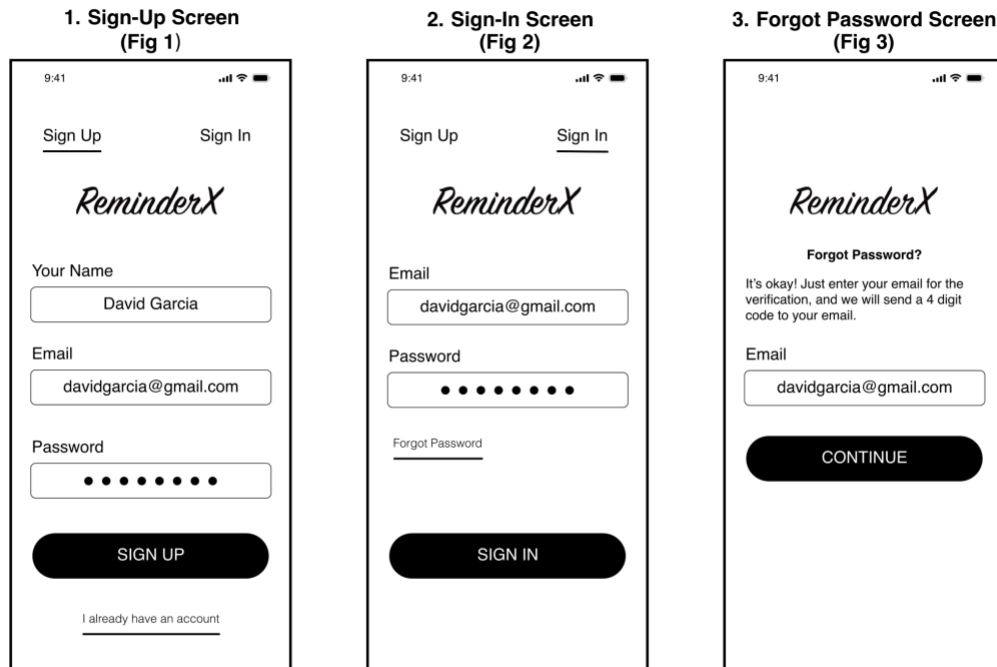 1. Sign-Up Screen
(Fig 1)
9:41
Sign Up
Sign In
ReminderX
Your Name
David Garcia
Email
davidgarcia@gmail.com
Password
SIGN UP
I already have an account
2. Sign-In Screen
(Fig 2)
9:41
Sign Up
Sign In
ReminderX
Email
davidgarcia@gmail.com
Password
Forgot Password
SIGN IN
3. Forgot Password Screen
(Fig 3)
9:41
ReminderX
Forgot Password?
It's okay! Just enter your email for the
verification, and we will send a 4 digit
code to your email.
Email
davidgarcia@gmail.com
CONTINUE